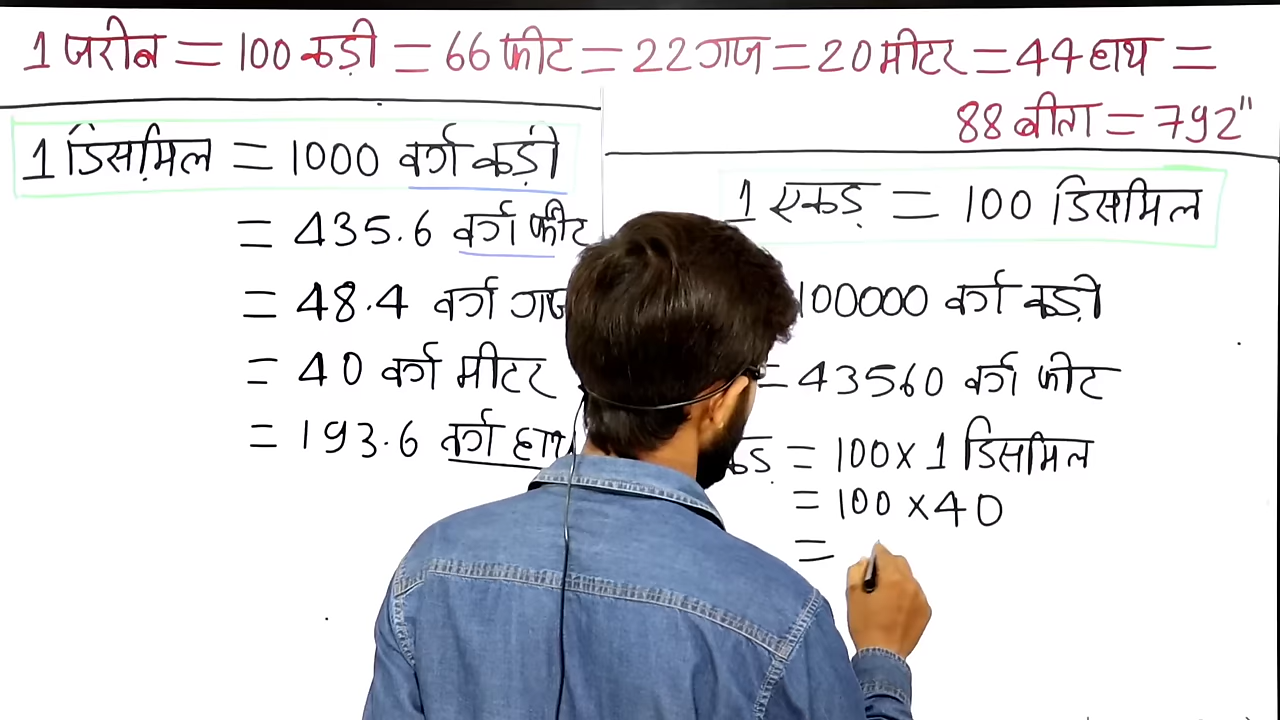 1 जरीब = 100 कड़ी = 66 फीट = 22 गज = 20 मीटर = 44 हाथ =
88 बीता = 792"
1 डिसमिल = 1000 वर्ग कड़ी
= 435.6 वर्ग फीट
= 48.4 वर्ग गज
= 40 वर्ग मीटर
= 193.6 वर्ग
1 एकड़ = 100 डिसमिल
100000 वर्ग कड़ी
= 43560 वर्ग फीट
= 100 x 1 डिसमिल
= 100 x 40
=